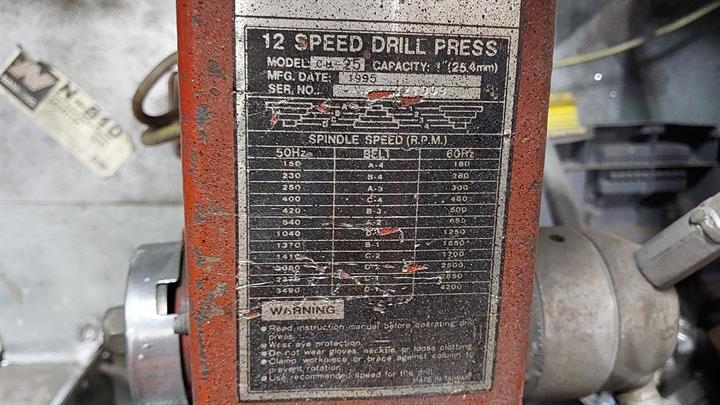 12 SPEED DRILL PRESS
MODEL: CH-25 CAPACITY: 1" (25.4mm)
MFG. DATE: 1995
SER. NO.:
SPINDLE SPEED (R.P.M.)
50Hz BELT 60Hz
150 A-4 180
230 B-4 280
250 A-3 300
400 C-4 480
420 B-3 500
540 A-2 650
1040 1250
1370 B-1 1650
1410 C-2 1700
2080 2500
2650
3490 4200
WARNING
Read instruction manual before operating drill
press.
Wear eye protection.
Do not wear gloves, necktie, or loose clothing
Clamp workpiece or brace against column to
prevent rotation.
Use recommended speed for the drill
MADE IN TAIWAN
N-810